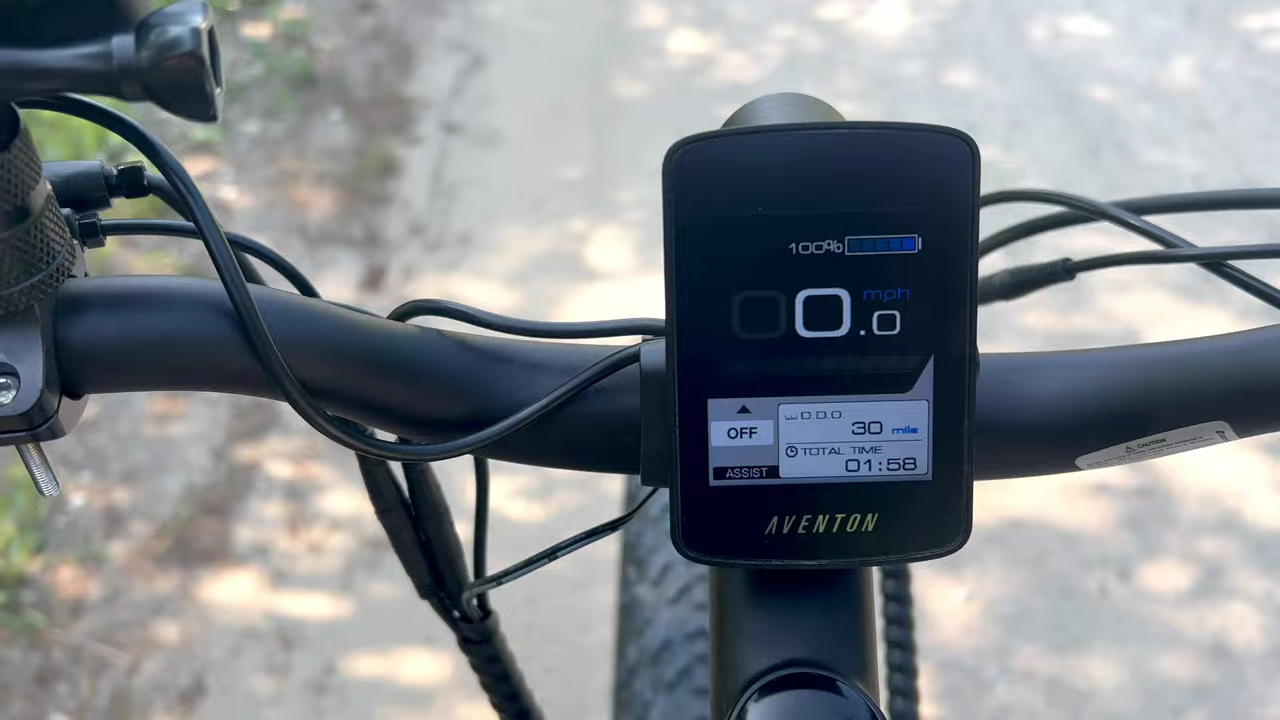 100%
mph
0.0
OFF
ASSIST
O.D.O.
30 mile
TOTAL TIME
01:58
AVENTON
CAUTION